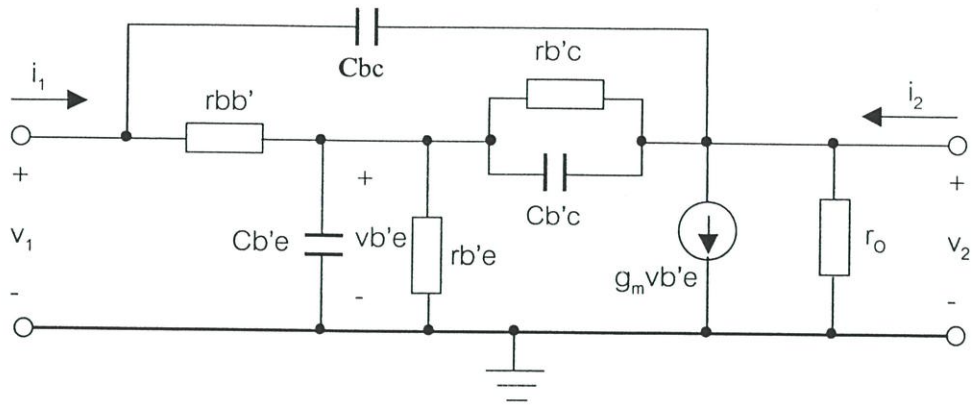 Cbc
rb'c
i₁
i₂
rbb'
+
+
+
Cb'c
v₁
Cb'e
vb'e
rb'e
gₘvb'e
rₒ
v₂
-
-
-